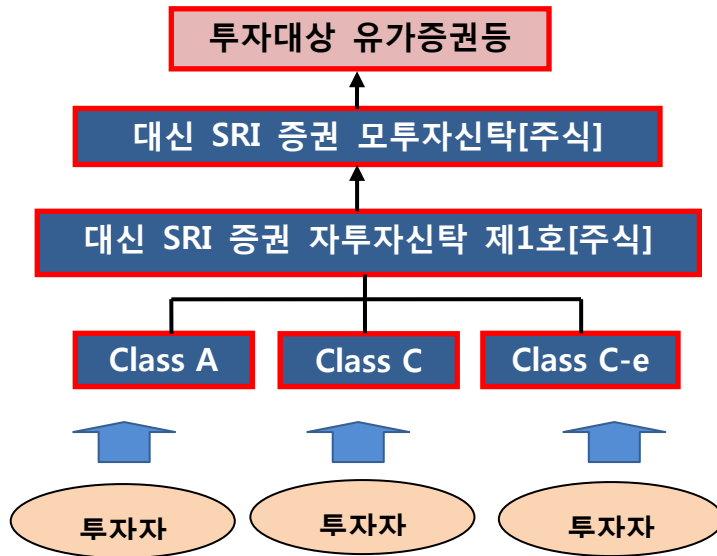 투자대상 유가증권등
대신 SRI 증권 모투자신탁[주식]
대신 SRI 증권 자투자신탁 제1호[주식]
Class A
Class C
Class C-e
투자자
투자자
투자자